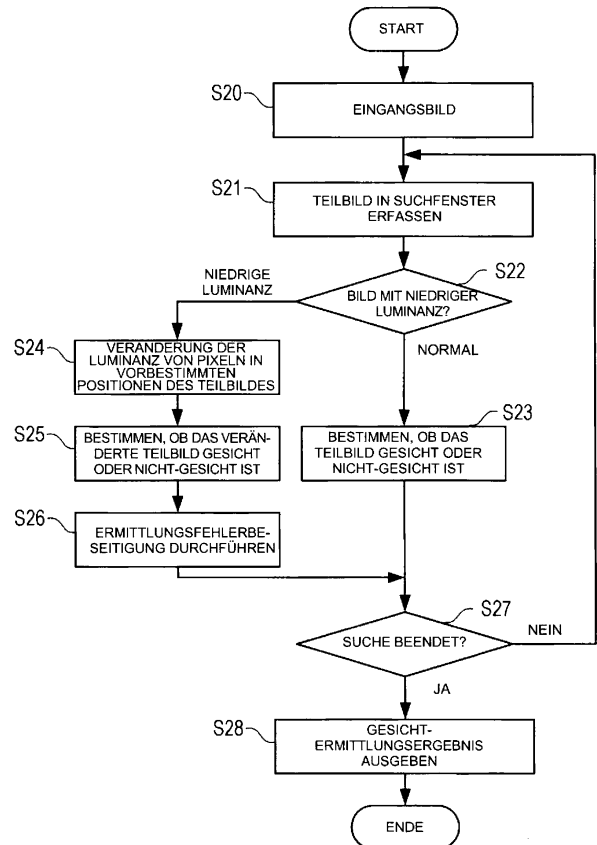 START
S20
EINGANGSBILD
S21
TEILBILD IN SUCHFENSTER
ERFASSEN
S22
BILD MIT NIEDRIGER
LUMINANZ?
NIEDRIGE
LUMINANZ
NORMAL
S24
VERÄNDERUNG DER
LUMINANZ VON PIXELN IN
VORBESTIMMTEN
POSITIONEN DES TEILBILDES
S23
BESTIMMEN, OB DAS
TEILBILD GESICHT ODER
NICHT-GESICHT IST
S25
BESTIMMEN, OB DAS VERÄN-
DERTE TEILBILD GESICHT
ODER NICHT-GESICHT IST
S26
ERMITTLUNGSFEHLERBE-
SEITIGUNG DURCHFÜHREN
S27
SUCHE BEENDET?
NEIN
JA
S28
GESICHT-
ERMITTLUNGSERGEBNIS
AUSGEBEN
ENDE